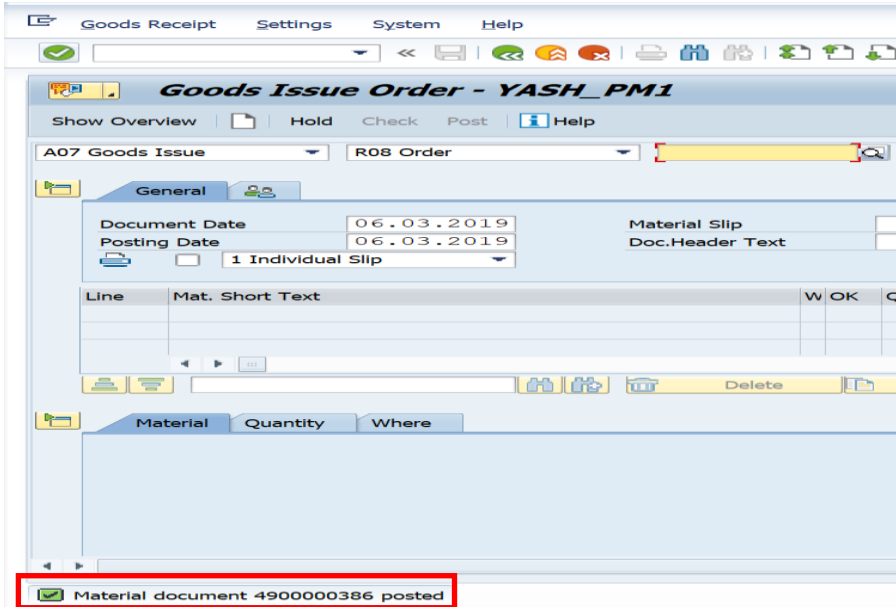 Goods Receipt Settings System Help
Goods Issue Order - YASH_PM1
Show Overview Hold Check Post Help
A07 Goods Issue R08 Order
General
Document Date 06.03.2019 Material Slip
Posting Date 06.03.2019 Doc.Header Text
1 Individual Slip
Line Mat. Short Text W OK
Delete
Material Quantity Where
Material document 4900000386 posted